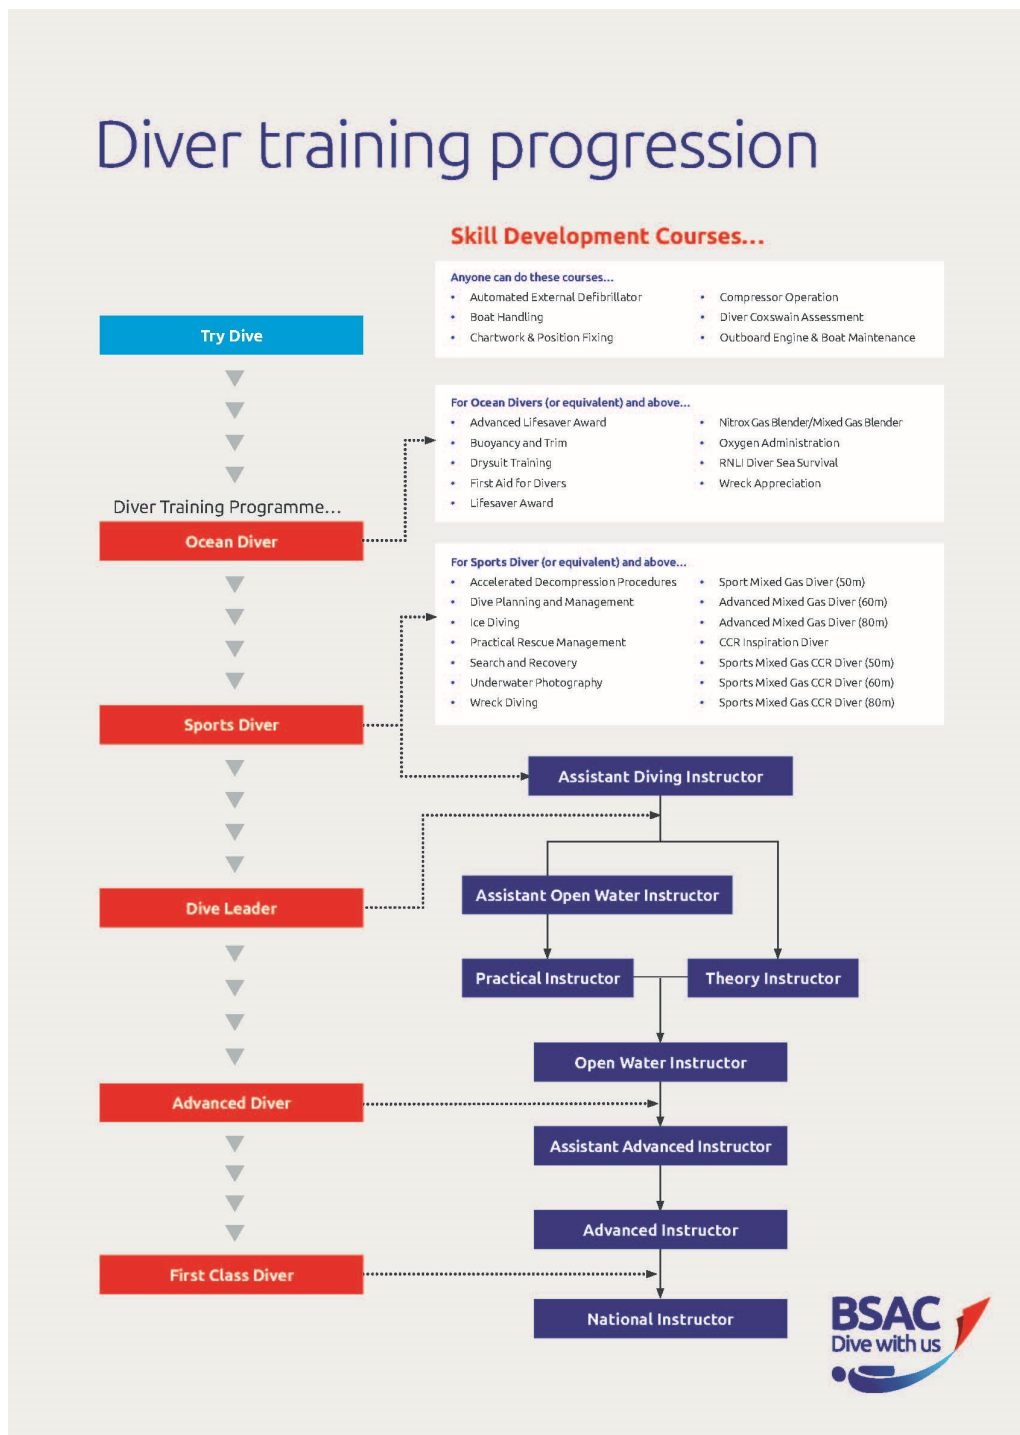 Diver training progression
Skill Development Courses...
Anyone can do these courses...
• Automated External Defibrillator
• Boat Handling
• Chartwork & Position Fixing
• Compressor Operation
• Diver Coxswain Assessment
• Outboard Engine & Boat Maintenance
Try Dive
For Ocean Divers (or equivalent) and above...
• Advanced Lifesaver Award
• Buoyancy and Trim
• Drysuit Training
• First Aid for Divers
• Lifesaver Award
• Nitrox Gas Blender/Mixed Gas Blender
• Oxygen Administration
• RNLI Diver Sea Survival
• Wreck Appreciation
Diver Training Programme...
Ocean Diver
For Sports Diver (or equivalent) and above...
• Accelerated Decompression Procedures
• Dive Planning and Management
• Ice Diving
• Practical Rescue Management
• Search and Recovery
• Underwater Photography
• Wreck Diving
• Sport Mixed Gas Diver (50m)
• Advanced Mixed Gas Diver (60m)
• Advanced Mixed Gas Diver (80m)
• CCR Inspiration Diver
• Sports Mixed Gas CCR Diver (50m)
• Sports Mixed Gas CCR Diver (60m)
• Sports Mixed Gas CCR Diver (80m)
Sports Diver
Assistant Diving Instructor
Dive Leader
Assistant Open Water Instructor
Practical Instructor
Theory Instructor
Open Water Instructor
Advanced Diver
Assistant Advanced Instructor
Advanced Instructor
First Class Diver
National Instructor
BSAC
Dive with us